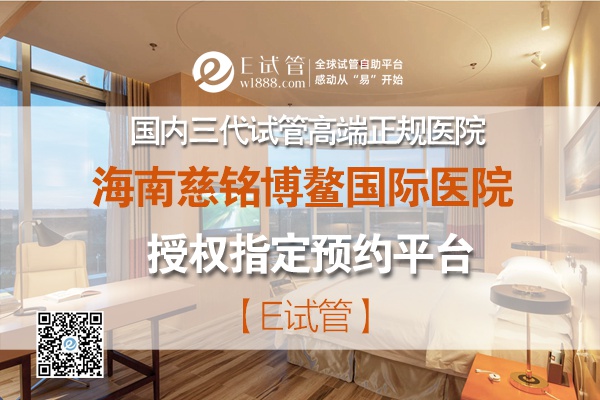 E试管
w1888.com
全球试管自助平台
感动从“易”开始
国内三代试管高端正规医院
海南慈铭博鳌国际医院
授权指定预约平台
【E试管】